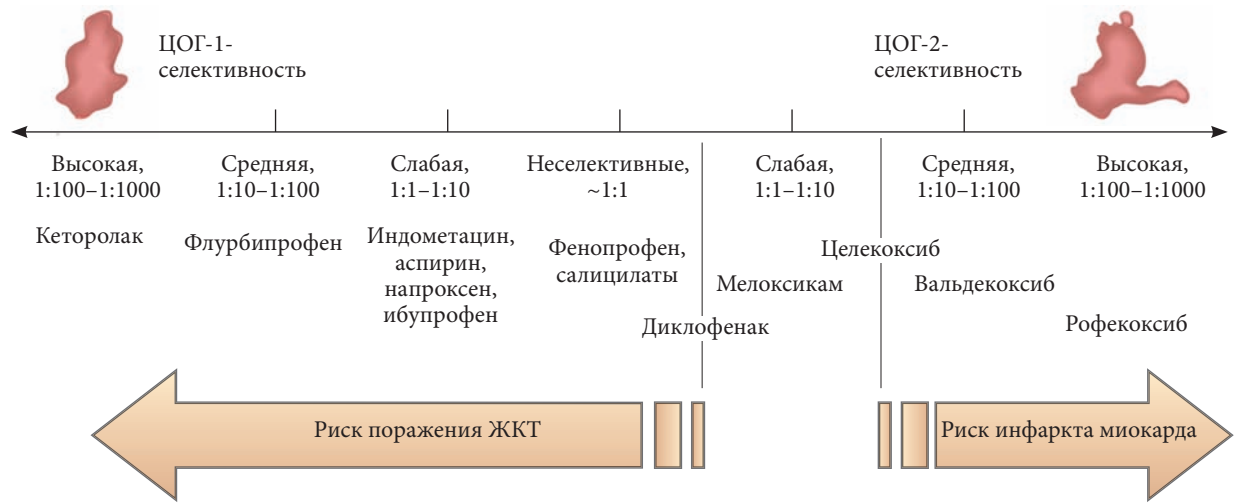 ЦОГ-1-
селективность
ЦОГ-2-
селективность
Высокая,
1:100–1:1000
Средняя,
1:10–1:100
Слабая,
1:1–1:10
Неселективные,
~1:1
Слабая,
1:1–1:10
Средняя,
1:10–1:100
Высокая,
1:100–1:1000
Кеторолак
Флурбипрофен
Индометацин,
аспирин,
напроксен,
ибупрофен
Фенопрофен,
салицилаты
Диклофенак
Мелоксикам
Целекоксиб
Вальдекоксиб
Рофекоксиб
Риск поражения ЖКТ
Риск инфаркта миокарда